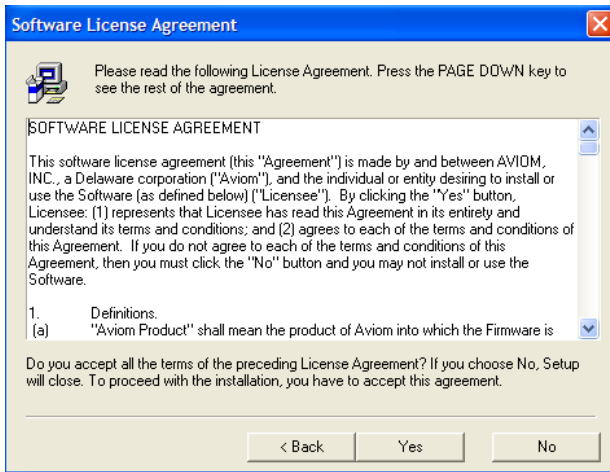 Software License Agreement
Please read the following License Agreement. Press the PAGE DOWN key to
see the rest of the agreement.
SOFTWARE LICENSE AGREEMENT
This software license agreement (this "Agreement") is made by and between AVIOM,
INC., a Delaware corporation ("Aviom"), and the individual or entity desiring to install or
use the Software (as defined below) ("Licensee"). By clicking the "Yes" button,
Licensee: (1) represents that Licensee has read this Agreement in its entirety and
understand its terms and conditions; and (2) agrees to each of the terms and conditions of
this Agreement. If you do not agree to each of the terms and conditions of this
Agreement, then you must click the "No" button and you may not install or use the
Software.
1. Definitions.
(a) "Aviom Product" shall mean the product of Aviom into which the Firmware is
Do you accept all the terms of the preceding License Agreement? If you choose No, Setup
will close. To proceed with the installation, you have to accept this agreement.
< Back Yes No